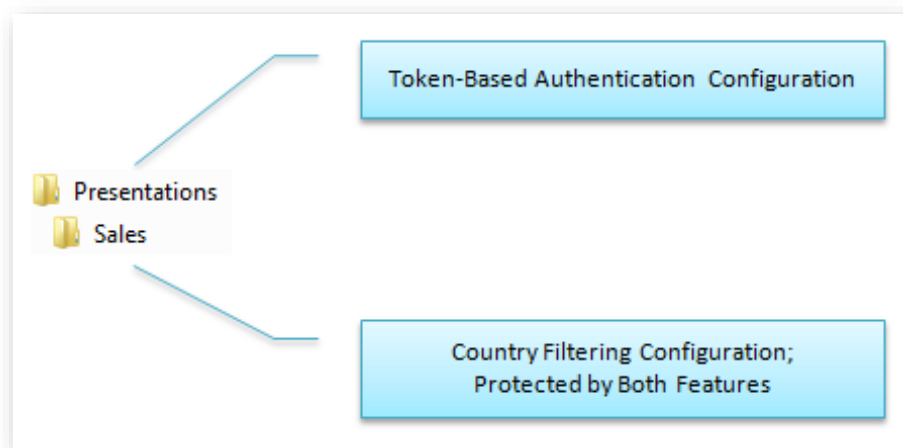 Token-Based Authentication Configuration
Presentations
Sales
Country Filtering Configuration;
Protected by Both Features